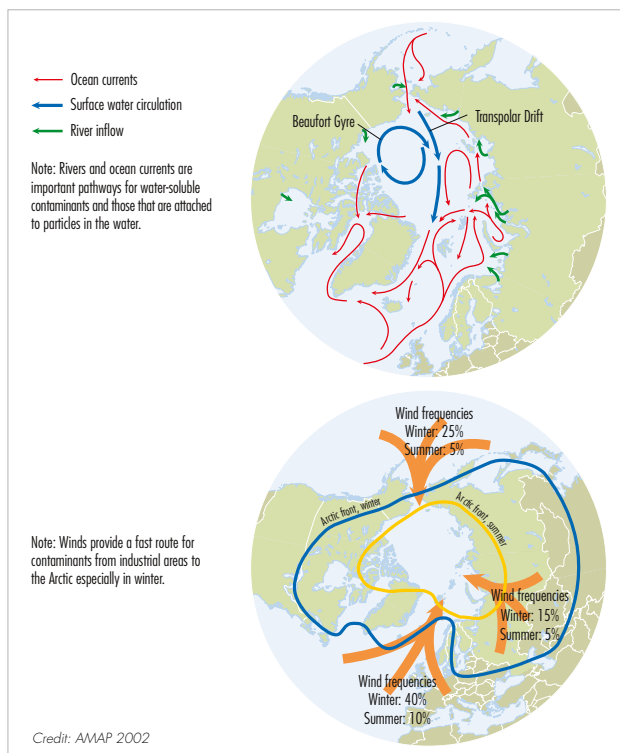 Ocean currents
Surface water circulation
River inflow
Note: Rivers and ocean currents are
important pathways for water-soluble
contaminants and those that are attached
to particles in the water.
Beaufort Gyre
Transpolar Drift
Wind frequencies
Winter: 25%
Summer: 5%
Arctic front, winter
Arctic front, summer
Note: Winds provide a fast route for
contaminants from industrial areas to
the Arctic especially in winter.
Wind frequencies
Winter: 15%
Summer: 5%
Wind frequencies
Winter: 40%
Summer: 10%
Credit: AMAP 2002